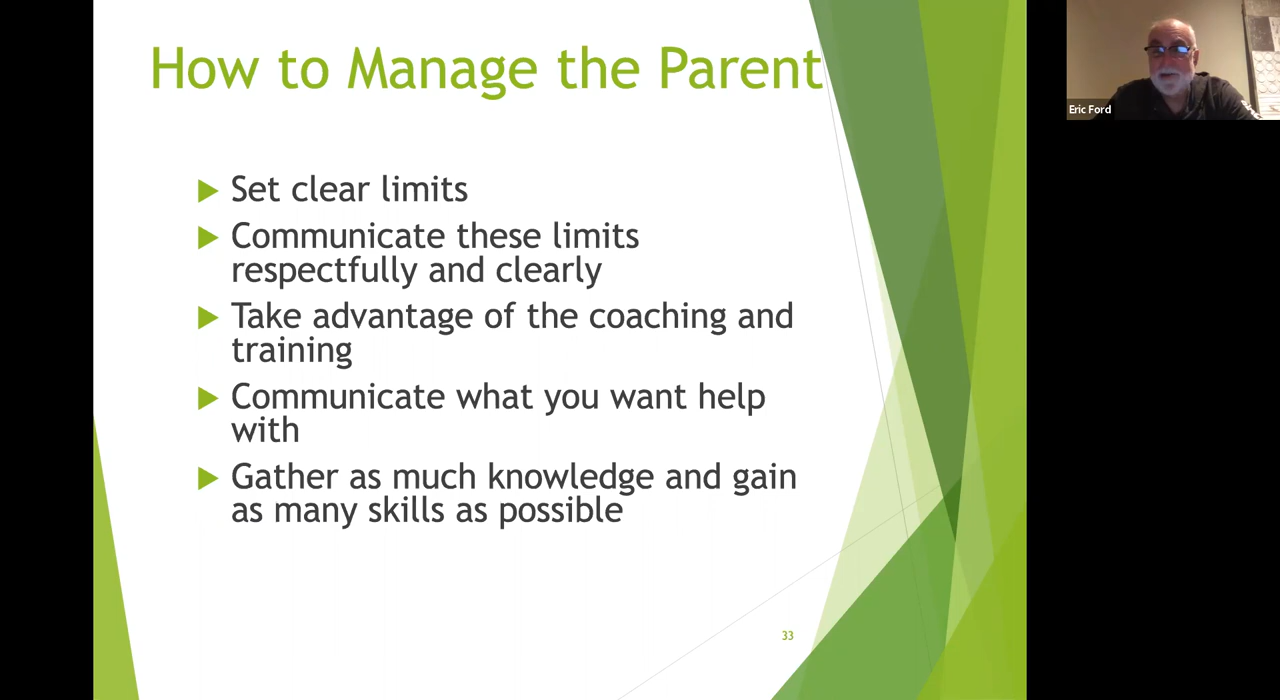 How to Manage the Parent
Set clear limits
Communicate these limits
respectfully and clearly
Take advantage of the coaching and
training
Communicate what you want help
with
Gather as much knowledge and gain
as many skills as possible
33
Eric Ford